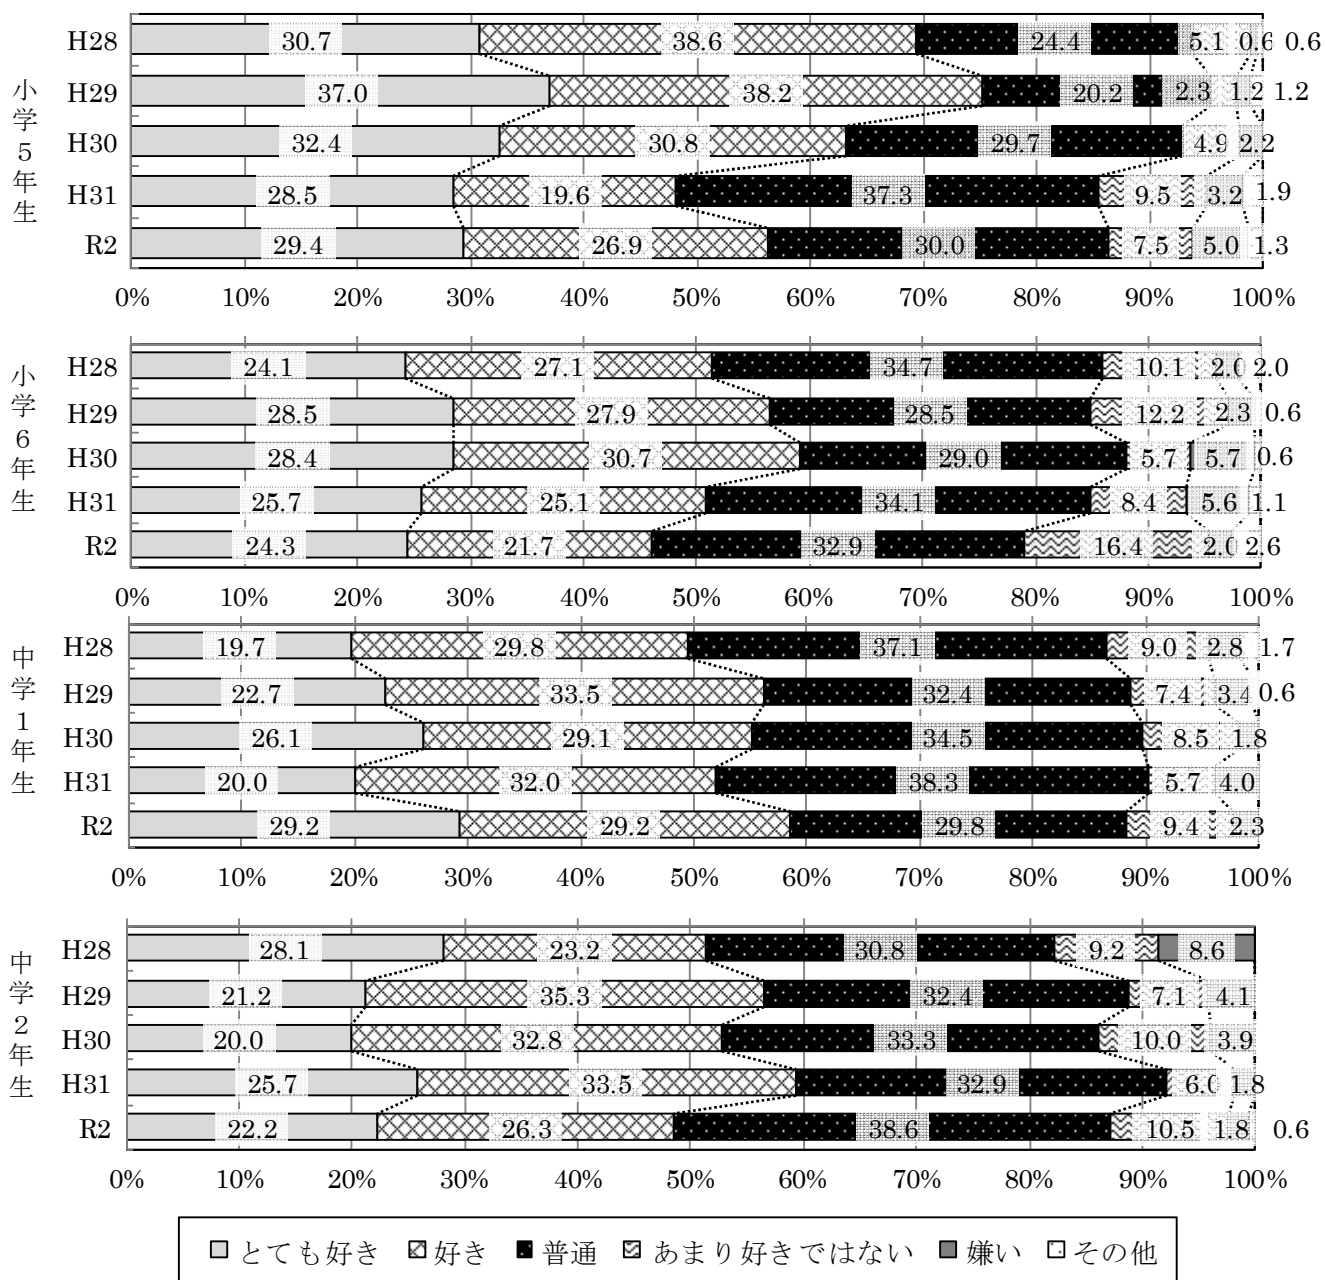 小学5年生
H28 30.7 38.6 24.4 5.1 0.6 0.6
H29 37.0 38.2 20.2 2.3 1.2 1.2
H30 32.4 30.8 29.7 4.9 2.2
H31 28.5 19.6 37.3 9.5 3.2 1.9
R2 29.4 26.9 30.0 7.5 5.0 1.3
0% 10% 20% 30% 40% 50% 60% 70% 80% 90% 100%
小学6年生
H28 24.1 27.1 34.7 10.1 2.0 2.0
H29 28.5 27.9 28.5 12.2 2.3 0.6
H30 28.4 30.7 29.0 5.7 5.7 0.6
H31 25.7 25.1 34.1 8.4 5.6 1.1
R2 24.3 21.7 32.9 16.4 2.0 2.6
0% 10% 20% 30% 40% 50% 60% 70% 80% 90% 100%
中学1年生
H28 19.7 29.8 37.1 9.0 2.8 1.7
H29 22.7 33.5 32.4 7.4 3.4 0.6
H30 26.1 29.1 34.5 8.5 1.8
H31 20.0 32.0 38.3 5.7 4.0
R2 29.2 29.2 29.8 9.4 2.3
0% 10% 20% 30% 40% 50% 60% 70% 80% 90% 100%
中学2年生
H28 28.1 23.2 30.8 9.2 8.6
H29 21.2 35.3 32.4 7.1 4.1
H30 20.0 32.8 33.3 10.0 3.9
H31 25.7 33.5 32.9 6.0 1.8
R2 22.2 26.3 38.6 10.5 1.8 0.6
0% 10% 20% 30% 40% 50% 60% 70% 80% 90% 100%
とても好き 好き 普通 あまり好きではない 嫌い その他